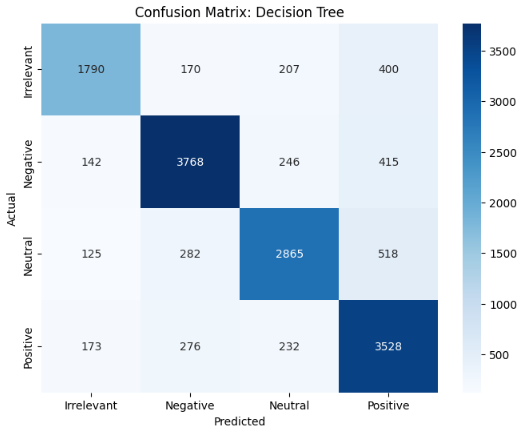 Confusion Matrix: Decision Tree
Actual
Irrelevant 1790 170 207 400
Negative 142 3768 246 415
Neutral 125 282 2865 518
Positive 173 276 232 3528
Irrelevant Negative Neutral Positive
Predicted
3500
3000
2500
2000
1500
1000
500